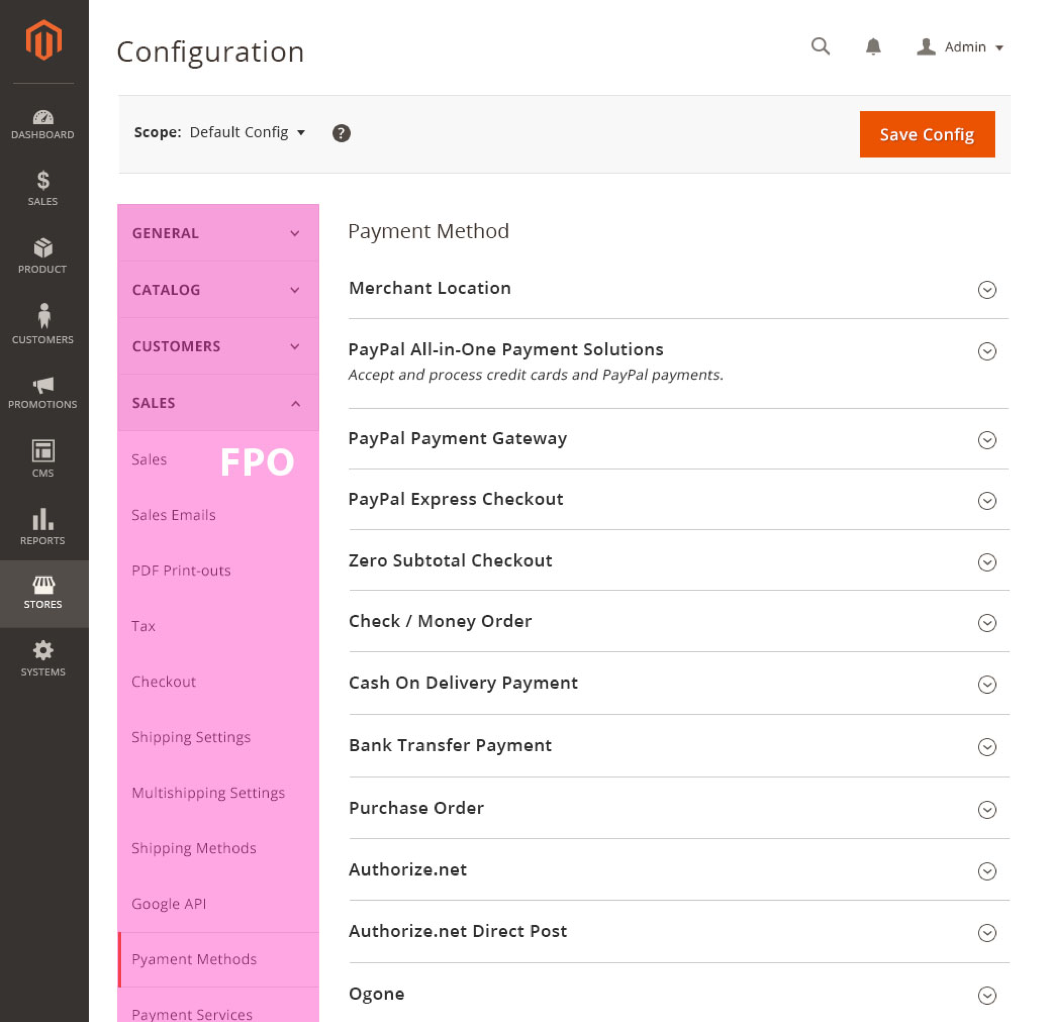 Configuration
Admin
Scope: Default Config ?
Save Config
DASHBOARD
$
SALES
PRODUCT
CUSTOMERS
PROMOTIONS
CMS
REPORTS
STORES
SYSTEMS
GENERAL
CATALOG
CUSTOMERS
SALES
Sales
FPO
Sales Emails
PDF Print-outs
Tax
Checkout
Shipping Settings
Multishipping Settings
Shipping Methods
Google API
Pyament Methods
Payment Services
Payment Method
Merchant Location
PayPal All-in-One Payment Solutions
Accept and process credit cards and PayPal payments.
PayPal Payment Gateway
PayPal Express Checkout
Zero Subtotal Checkout
Check / Money Order
Cash On Delivery Payment
Bank Transfer Payment
Purchase Order
Authorize.net
Authorize.net Direct Post
Ogone